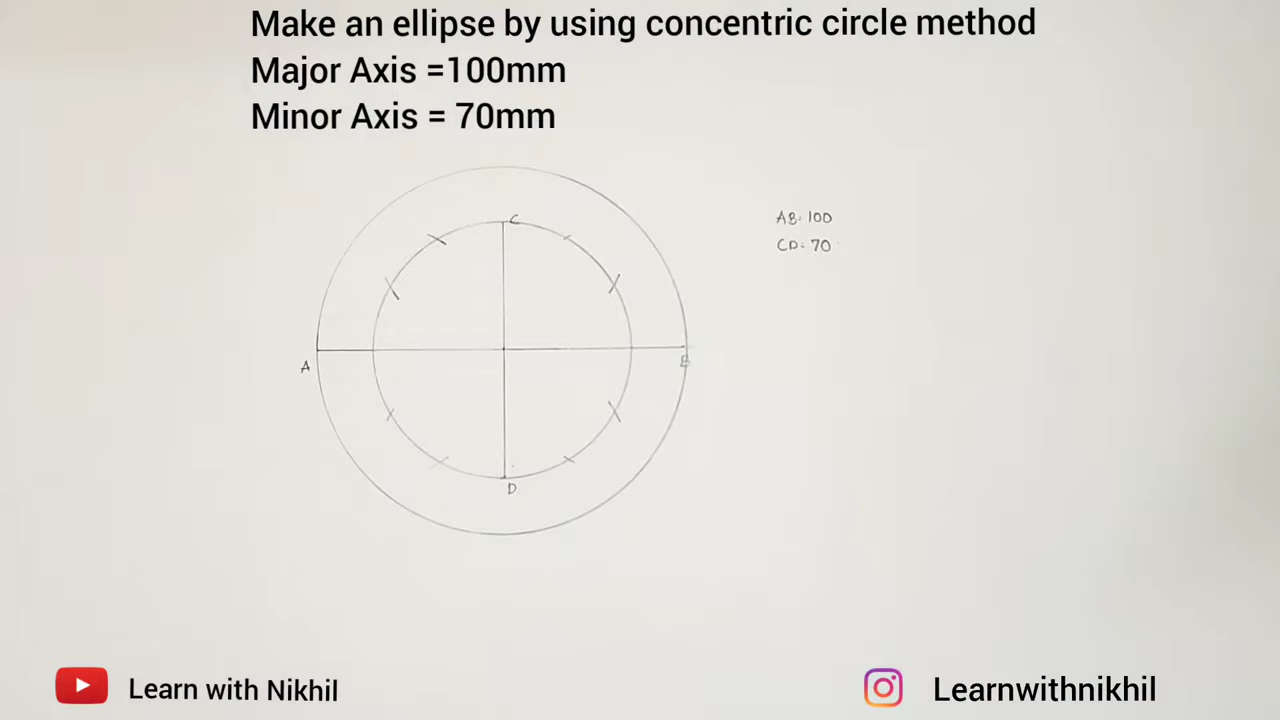 Make an ellipse by using concentric circle method
Major Axis =100mm
Minor Axis = 70mm
C
AB=100
CD=70
A
B
D
Learn with Nikhil
Learnwithnikhil